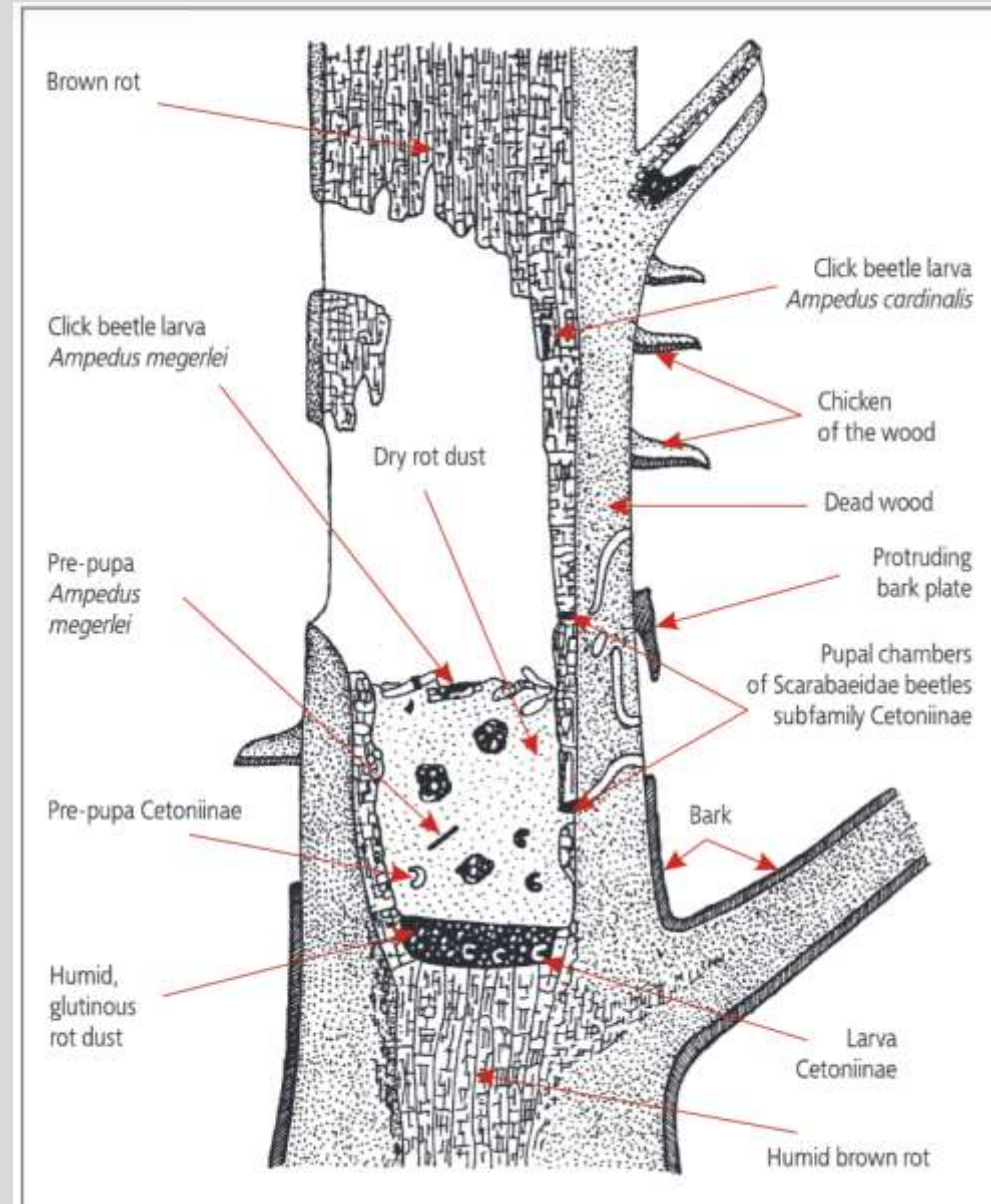 Brown rot
Click beetle larva
Ampedus megerlei
Dry rot dust
Pre-pupa
Ampedus
megerlei
Pre-pupa Cetoniinae
Humid,
glutinous
rot dust
Click beetle larva
Ampedus cardinalis
Chicken
of the wood
Dead wood
Protruding
bark plate
Pupal chambers
of Scarabaeidae beetles
subfamily Cetoniinae
Bark
Larva
Cetoniinae
Humid brown rot